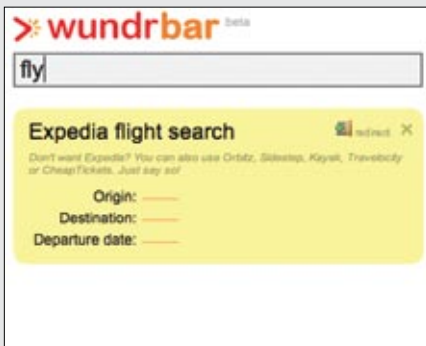 wundrbar beta
fly
Expedia flight search
redirect
Don't want Expedia? You can also use Orbitz, Sidestep, Kayak, Travelocity
or CheapTickets. Just say so!
Origin:
Destination:
Departure date: